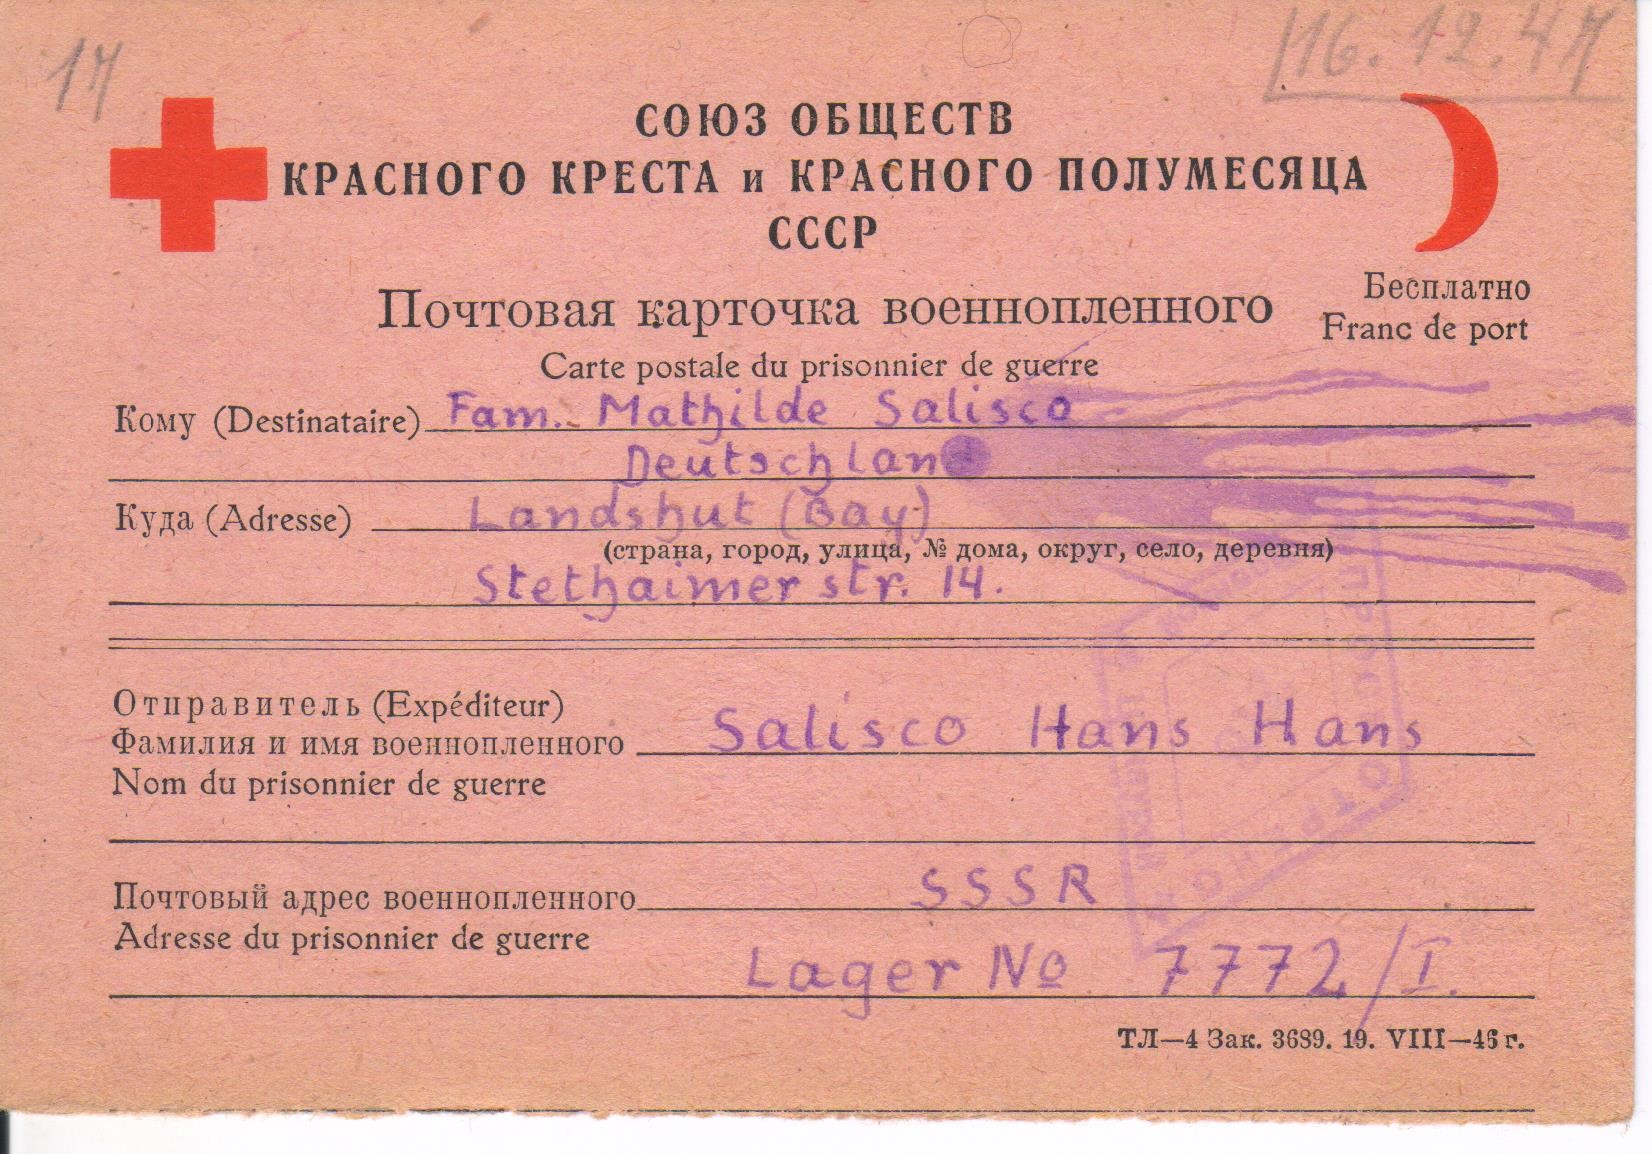 17
16.12.47
СОЮЗ ОБЩЕСТВ
КРАСНОГО КРЕСТА и КРАСНОГО ПОЛУМЕСЯЦА
СССР
Почтовая карточка военнопленного
Бесплатно
Franc de port
Carte postale du prisonnier de guerre
Кому (Destinataire) Fam. Mathilde Salisco
Deutschland
Куда (Adresse) Landshut (Bay)
(страна, город, улица, № дома, округ, село, деревня)
Stethaimer str. 14.
Отправитель (Expéditeur)
Фамилия и имя военнопленного Salisco Hans Hans
Nom du prisonnier de guerre
Почтовый адрес военнопленного SSSR
Adresse du prisonnier de guerre
Lager No 7772/I.
ТЛ—4 Зак. 3689. 19. VIII—46 г.